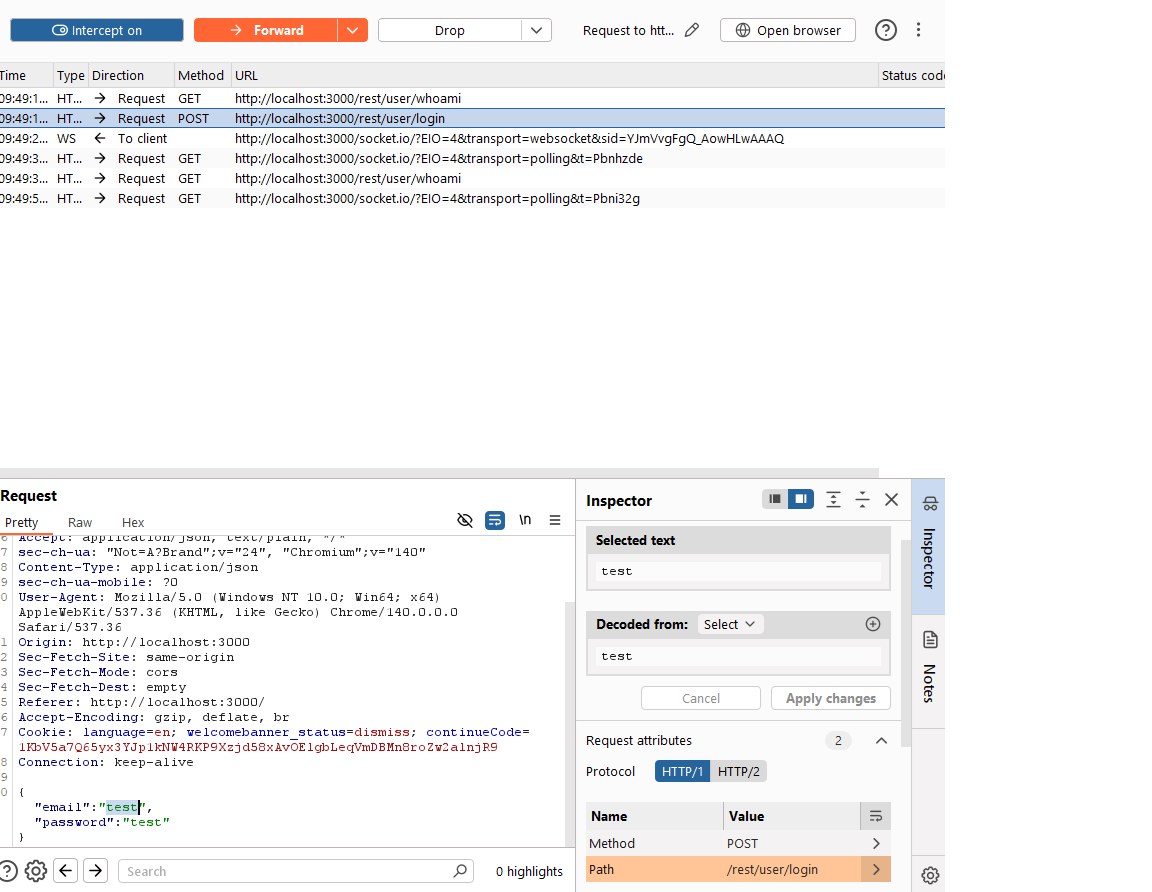 Intercept on
Forward
Drop
Request to htt...
Open browser
?
Time Type Direction Method URL Status code
09:49:1... HT... → Request GET http://localhost:3000/rest/user/whoami
09:49:1... HT... → Request POST http://localhost:3000/rest/user/login
09:49:2... WS ← To client http://localhost:3000/socket.io/?EIO=4&transport=websocket&sid=YJmVvgFgQ_AowHLwAAAQ
09:49:3... HT... → Request GET http://localhost:3000/socket.io/?EIO=4&transport=polling&t=Pbnhzde
09:49:3... HT... → Request GET http://localhost:3000/rest/user/whoami
09:49:5... HT... → Request GET http://localhost:3000/socket.io/?EIO=4&transport=polling&t=Pbni32g
Request
Pretty Raw Hex
\n
6 Accept: application/json, text/plain, */*
7 sec-ch-ua: "Not=A?Brand";v="24", "Chromium";v="140"
8 Content-Type: application/json
9 sec-ch-ua-mobile: ?0
0 User-Agent: Mozilla/5.0 (Windows NT 10.0; Win64; x64)
AppleWebKit/537.36 (KHTML, like Gecko) Chrome/140.0.0.0
Safari/537.36
1 Origin: http://localhost:3000
2 Sec-Fetch-Site: same-origin
3 Sec-Fetch-Mode: cors
4 Sec-Fetch-Dest: empty
5 Referer: http://localhost:3000/
6 Accept-Encoding: gzip, deflate, br
7 Cookie: language=en; welcomebanner_status=dismiss; continueCode=
8 Connection: keep-alive
9
0 {
"email":"test",
"password":"test"
}
?
Search
0 highlights
Inspector
Selected text
test
Decoded from: Select
test
Cancel
Apply changes
Request attributes 2
Protocol HTTP/1 HTTP/2
Name Value
Method POST
Path /rest/user/login
Inspector
Notes